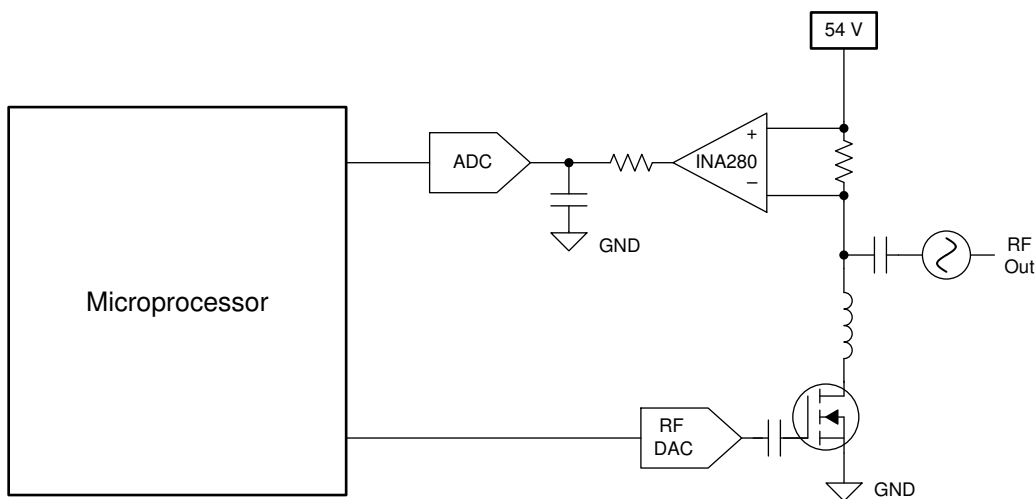 54 V
ADC
+
INA280
–
GND
RF
Out
Microprocessor
RF
DAC
GND